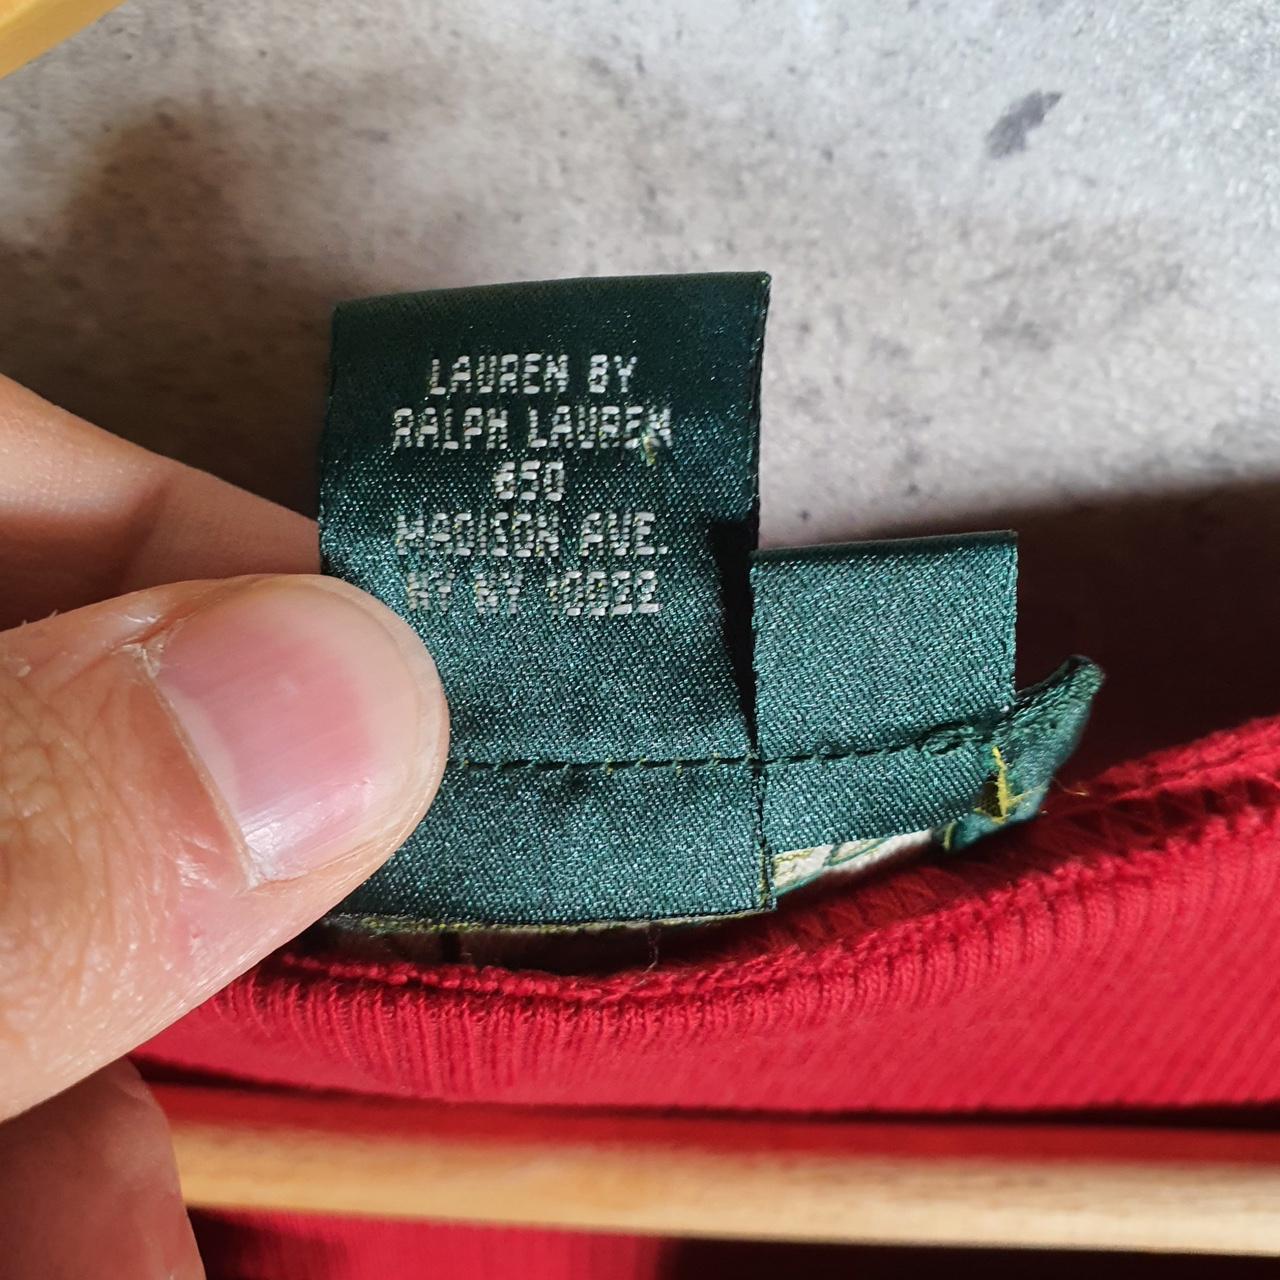 LAUREN BY
RALPH LAUREN
650
MADISON AVE.
NY NY 10022